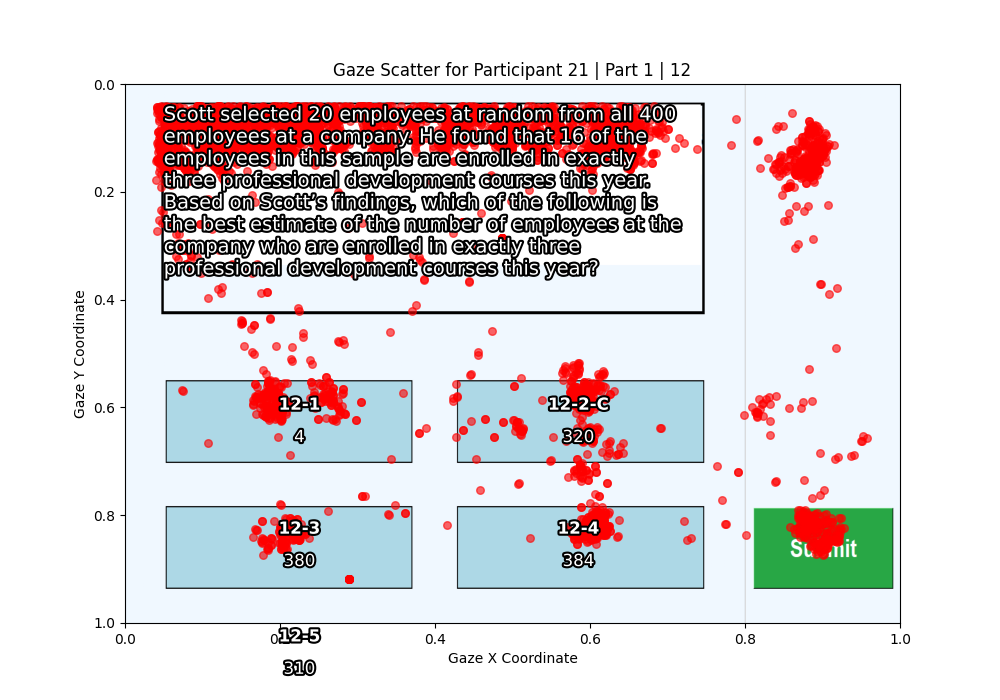 Gaze Scatter for Participant 21 | Part 1 | 12
Scott selected 20 employees at random from all 400
employees at a company. He found that 16 of the
employees in this sample are enrolled in exactly
three professional development courses this year.
Based on Scott's findings, which of the following is
the best estimate of the number of employees at the
company who are enrolled in exactly three
professional development courses this year?
12-1
4
12-2-C
320
12-3
380
12-4
384
Submit
12-5
310
0.0
0.2
0.4
0.6
0.8
1.0
Gaze Y Coordinate
0.0
0.2
0.4
0.6
0.8
1.0
Gaze X Coordinate